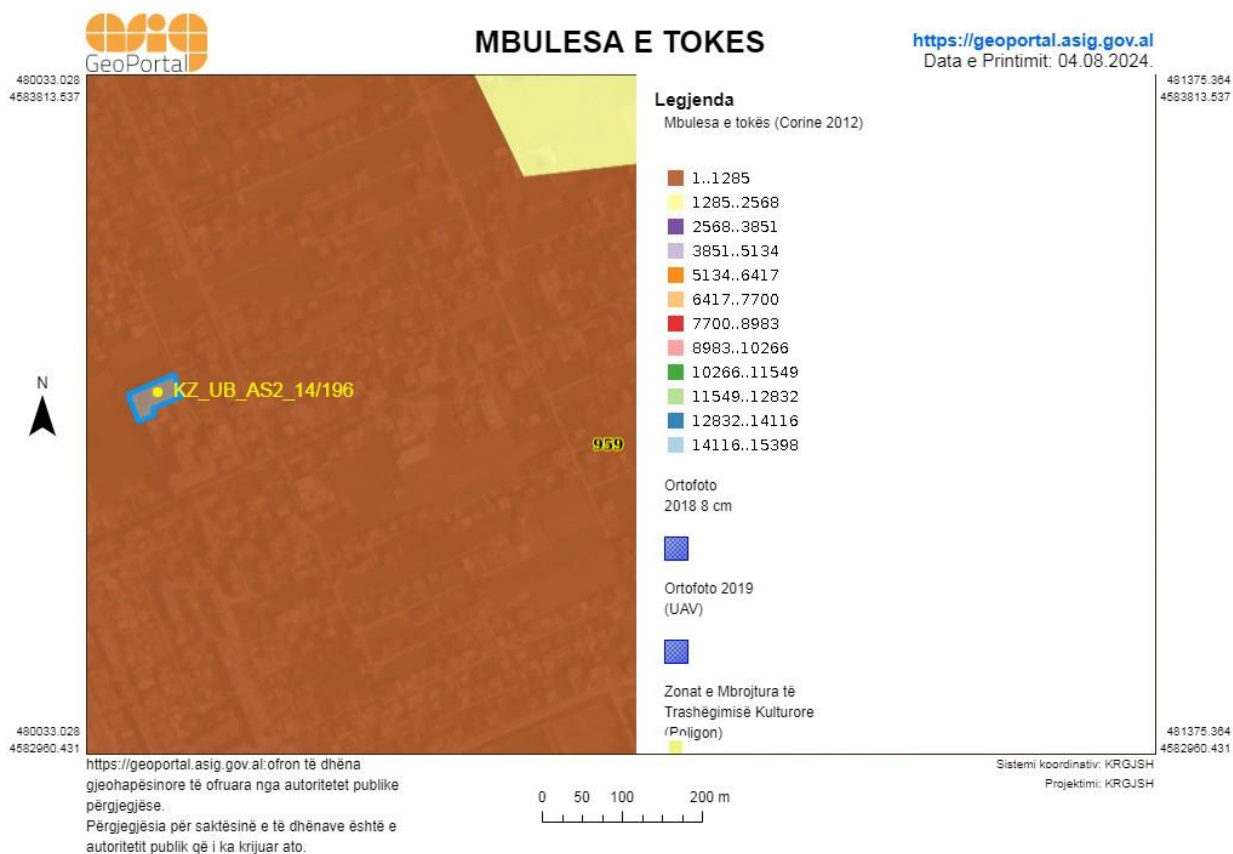 asig
GeoPortal
MBULESA E TOKES
https://geoportal.asig.gov.al
Data e Printimit: 04.08.2024.
480033.028
4583813.537
481375.364
4583813.537
KZ_UB_AS2_14/196
959
N
Legjenda
Mbulesa e tokës (Corine 2012)
1..1285
1285..2568
2568..3851
3851..5134
5134..6417
6417..7700
7700..8983
8983..10266
10266..11549
11549..12832
12832..14116
14116..15398
Ortofoto
2018 8 cm
Ortofoto 2019
(UAV)
Zonat e Mbrojtura të
Trashëgimisë Kulturore
(Poligon)
480033.028
4582960.431
481375.364
4582960.431
https://geoportal.asig.gov.al:ofron të dhëna
gjeohapësinore të ofruara nga autoritetet publike
përgjegjëse.
Përgjegjësia për saktësinë e të dhënave është e
autoritetit publik që i ka krijuar ato.
0 50 100 200 m
Sistemi koordinativ: KRGJSH
Projektimi: KRGJSH